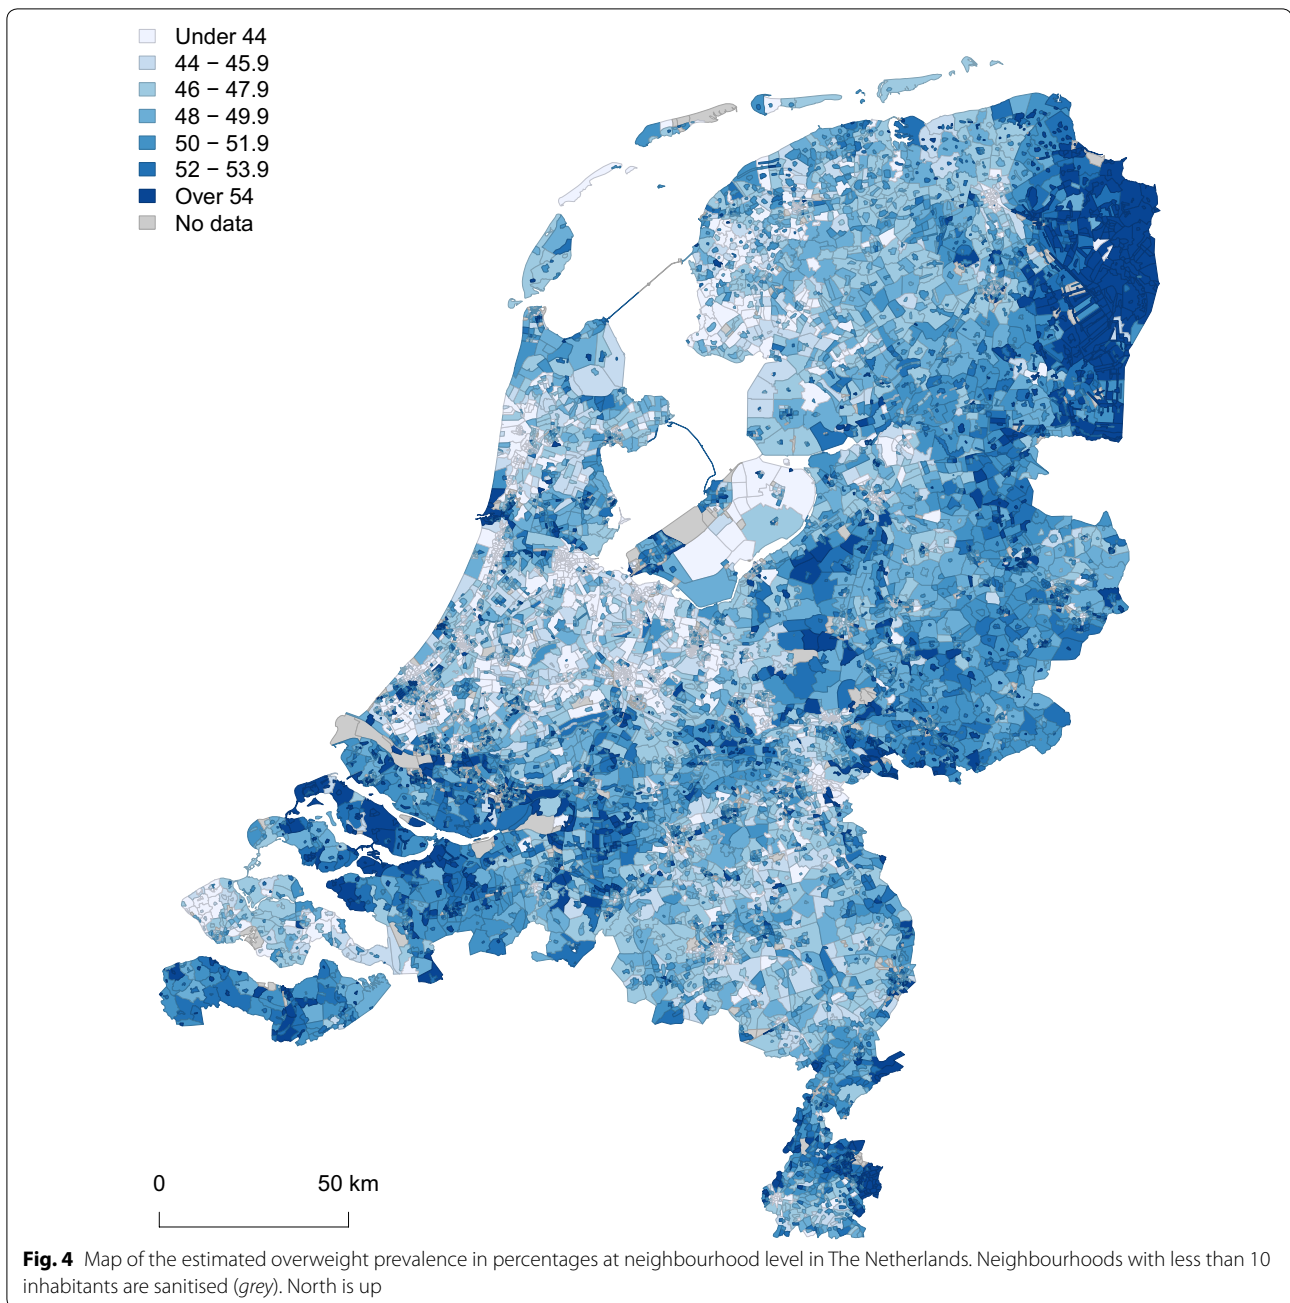 Under 44
44 – 45.9
46 – 47.9
48 – 49.9
50 – 51.9
52 – 53.9
Over 54
No data
0 50 km
Fig. 4 Map of the estimated overweight prevalence in percentages at neighbourhood level in The Netherlands. Neighbourhoods with less than 10
inhabitants are sanitised (grey). North is up